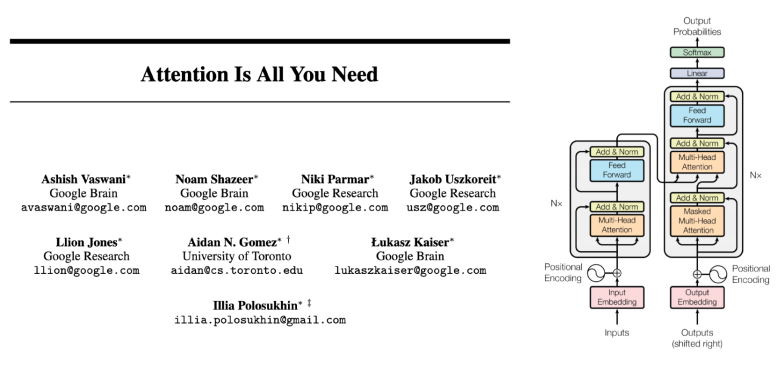 Attention Is All You Need
Ashish Vaswani* Noam Shazeer* Niki Parmar* Jakob Uszkoreit*
Google Brain Google Brain Google Research Google Research
avaswani@google.com noam@google.com nikip@google.com usz@google.com
Llion Jones* Aidan N. Gomez* † Łukasz Kaiser*
Google Research University of Toronto Google Brain
llion@google.com aidan@cs.toronto.edu lukaszkaiser@google.com
Illia Polosukhin* ‡
illia.polosukhin@gmail.com
Output
Probabilities
Softmax
Linear
Add & Norm
Feed
Forward
Add & Norm
Multi-Head
Attention
Add & Norm
Masked
Multi-Head
Attention
Nx
Add & Norm
Feed
Forward
Add & Norm
Multi-Head
Attention
Nx
Positional
Encoding
Positional
Encoding
Input
Embedding
Output
Embedding
Inputs
Outputs
(shifted right)